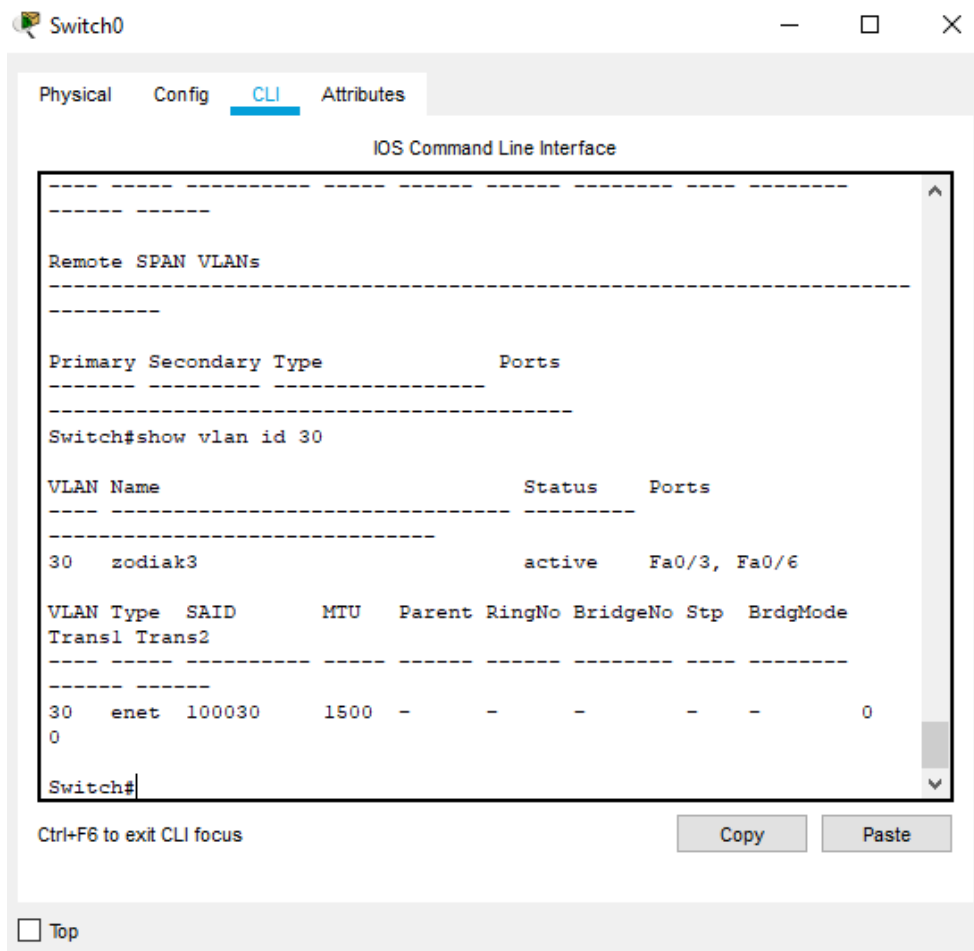 Switch0
Physical Config CLI Attributes
IOS Command Line Interface
---- ----- ---------- ----- ------ ------ -------- ---- --------
------ ------
Remote SPAN VLANs
----------------------------------------------------------------------
---------
Primary Secondary Type Ports
------- --------- -----------------
------------------------------------------
Switch#show vlan id 30
VLAN Name Status Ports
---- -------------------------------- ---------
-------------------------------
30 zodiak3 active Fa0/3, Fa0/6
VLAN Type SAID MTU Parent RingNo BridgeNo Stp BrdgMode
Trans1 Trans2
---- ----- ---------- ----- ------ ------ -------- ---- --------
------ ------
30 enet 100030 1500 - - - - - 0
0
Switch#
Ctrl+F6 to exit CLI focus
Copy Paste
Top